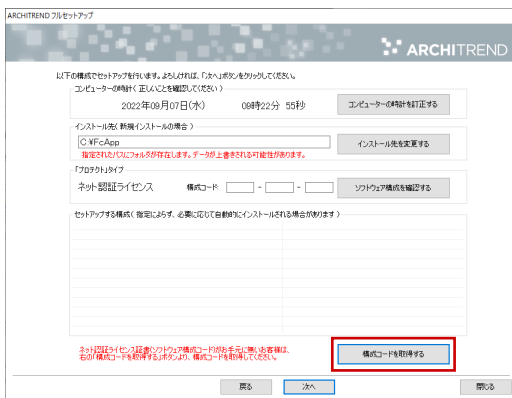 ARCHITREND フルセットアップ
ARCHITREND
以下の構成でセットアップを行います。よろしければ、「次へ」ボタンをクリックしてください。
コンピューターの時計( 正しいことを確認してください )
2022年09月07日(水) 09時22分 55秒
コンピューターの時計を訂正する
インストール先( 新規インストールの場合 )
C:¥FcApp
インストール先を変更する
指定されたパスにフォルダが存在します。データが上書きされる可能性があります。
「プロテクト」タイプ
ネット認証ライセンス 構成コード - -
ソフトウェア構成を確認する
セットアップする構成( 指定によらず、必要に応じて自動的にインストールされる場合があります )
ネット認証ライセンス証書(ソフトウェア構成コード)がお手元に無いお客様は、
右の「構成コードを取得する」ボタンより、構成コードを取得してください。
構成コードを取得する
戻る 次へ 閉じる